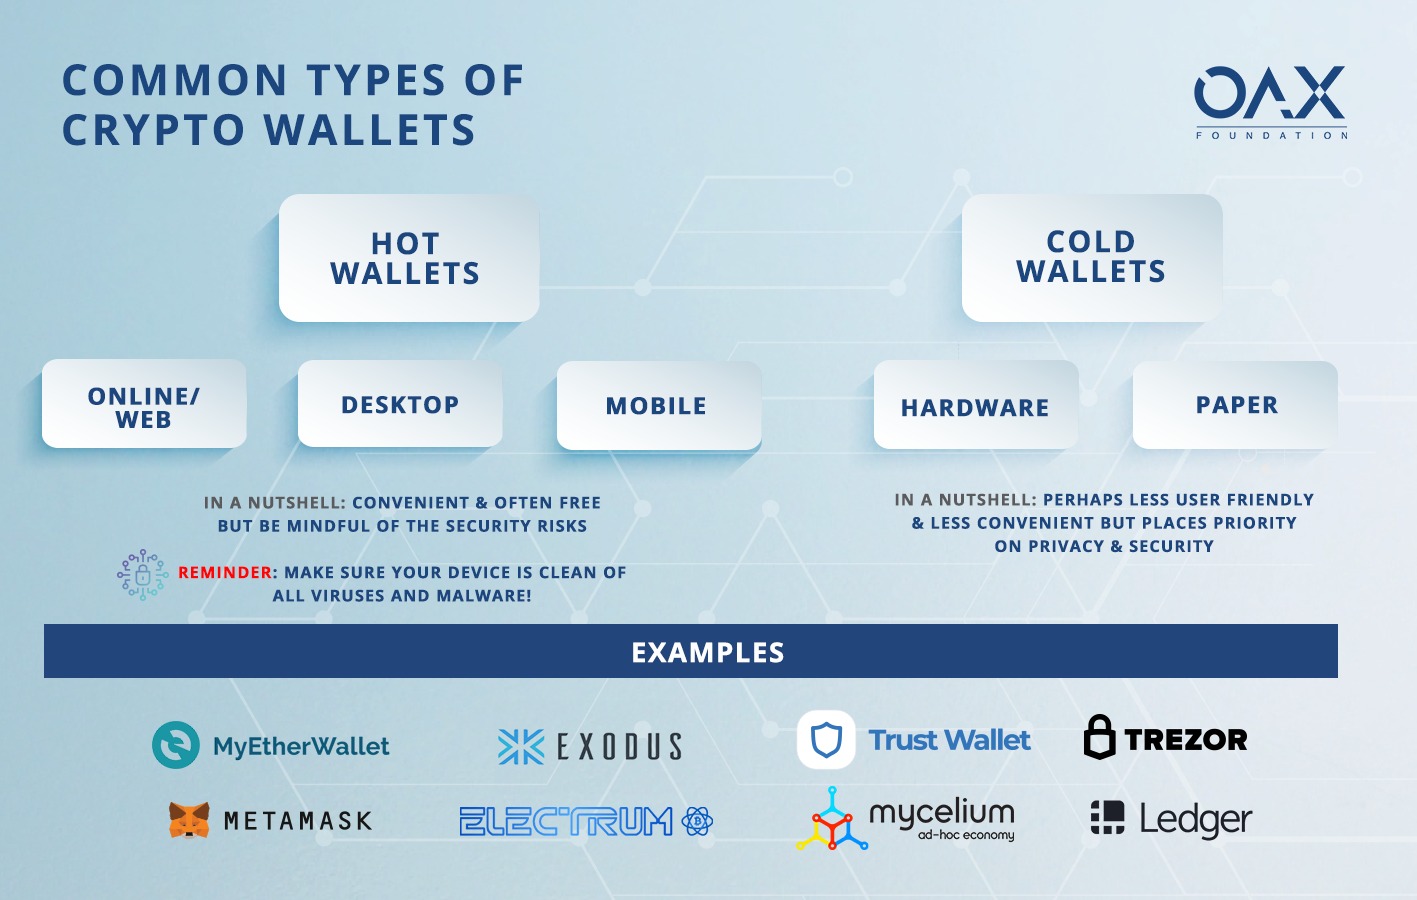 COMMON TYPES OF
CRYPTO WALLETS
OAX
FOUNDATION
HOT
WALLETS
COLD
WALLETS
ONLINE/
WEB
DESKTOP
MOBILE
HARDWARE
PAPER
IN A NUTSHELL: CONVENIENT & OFTEN FREE
BUT BE MINDFUL OF THE SECURITY RISKS
REMINDER: MAKE SURE YOUR DEVICE IS CLEAN OF
ALL VIRUSES AND MALWARE!
IN A NUTSHELL: PERHAPS LESS USER FRIENDLY
& LESS CONVENIENT BUT PLACES PRIORITY
ON PRIVACY & SECURITY
EXAMPLES
MyEtherWallet
EXODUS
Trust Wallet
TREZOR
METAMASK
ELECTRUM
mycelium
ad-hoc economy
Ledger